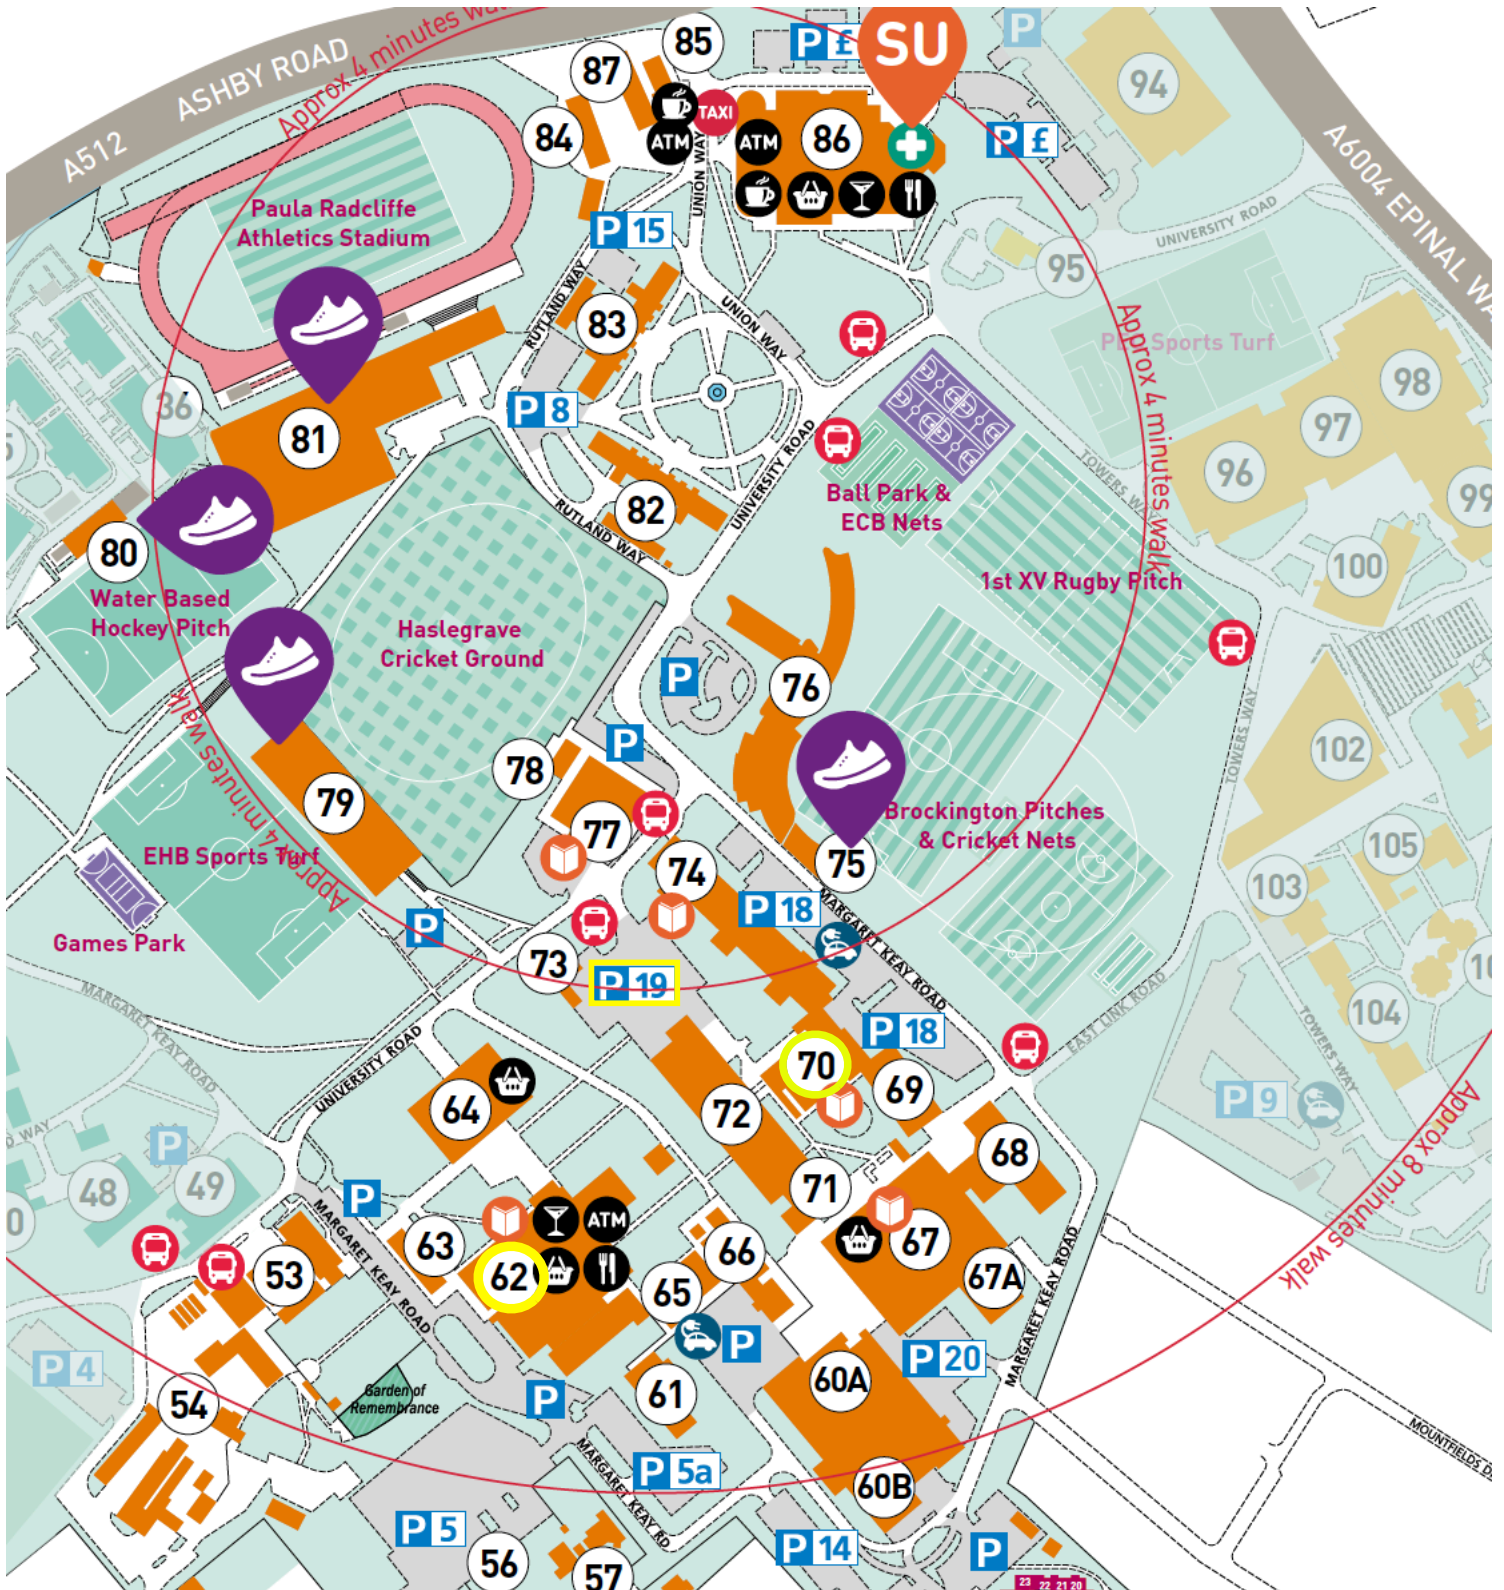 Approx 4 minutes walk
ASHBY ROAD
A512
85
P £
SU
P
87
94
TAXI
84
ATM
ATM
86
P £
A6004 EPINAL WA
UNION WAY
Paula Radcliffe
Athletics Stadium
P 15
UNIVERSITY ROAD
95
RUTLAND WAY
83
UNION WAY
Approx 4 minutes walk
PEC Sports Turf
36
98
P 8
81
97
TOWERS WAY
96
99
UNIVERSITY ROAD
Ball Park &
ECB Nets
82
RUTLAND WAY
80
100
1st XV Rugby Pitch
Water Based
Hockey Pitch
Haslegrave
Cricket Ground
P
76
TOWERS WAY
102
P
78
79
Approx 4 minutes walk
77
Brockington Pitches
& Cricket Nets
EHB Sports Turf
74
75
105
103
P 18
MARGARET KEAY ROAD
Games Park
P
73
P 19
10
MARGARET KEAY ROAD
P 18
EAST LINK ROAD
104
TOWERS WAY
70
UNIVERSITY ROAD
69
64
72
P 9
Approx 8 minutes walk
D WAY
P
68
48
49
P
71
0
ATM
MARGARET KEAY ROAD
63
66
67
53
62
65
67A
MARGARET KEAY ROAD
P
P 4
P 20
60A
Garden of
Remembrance
54
P
61
MOUNTFIELDS D
MARGARET KEAY RD
P 5a
60B
P 5
P 14
P
56
57
23 22 21 20